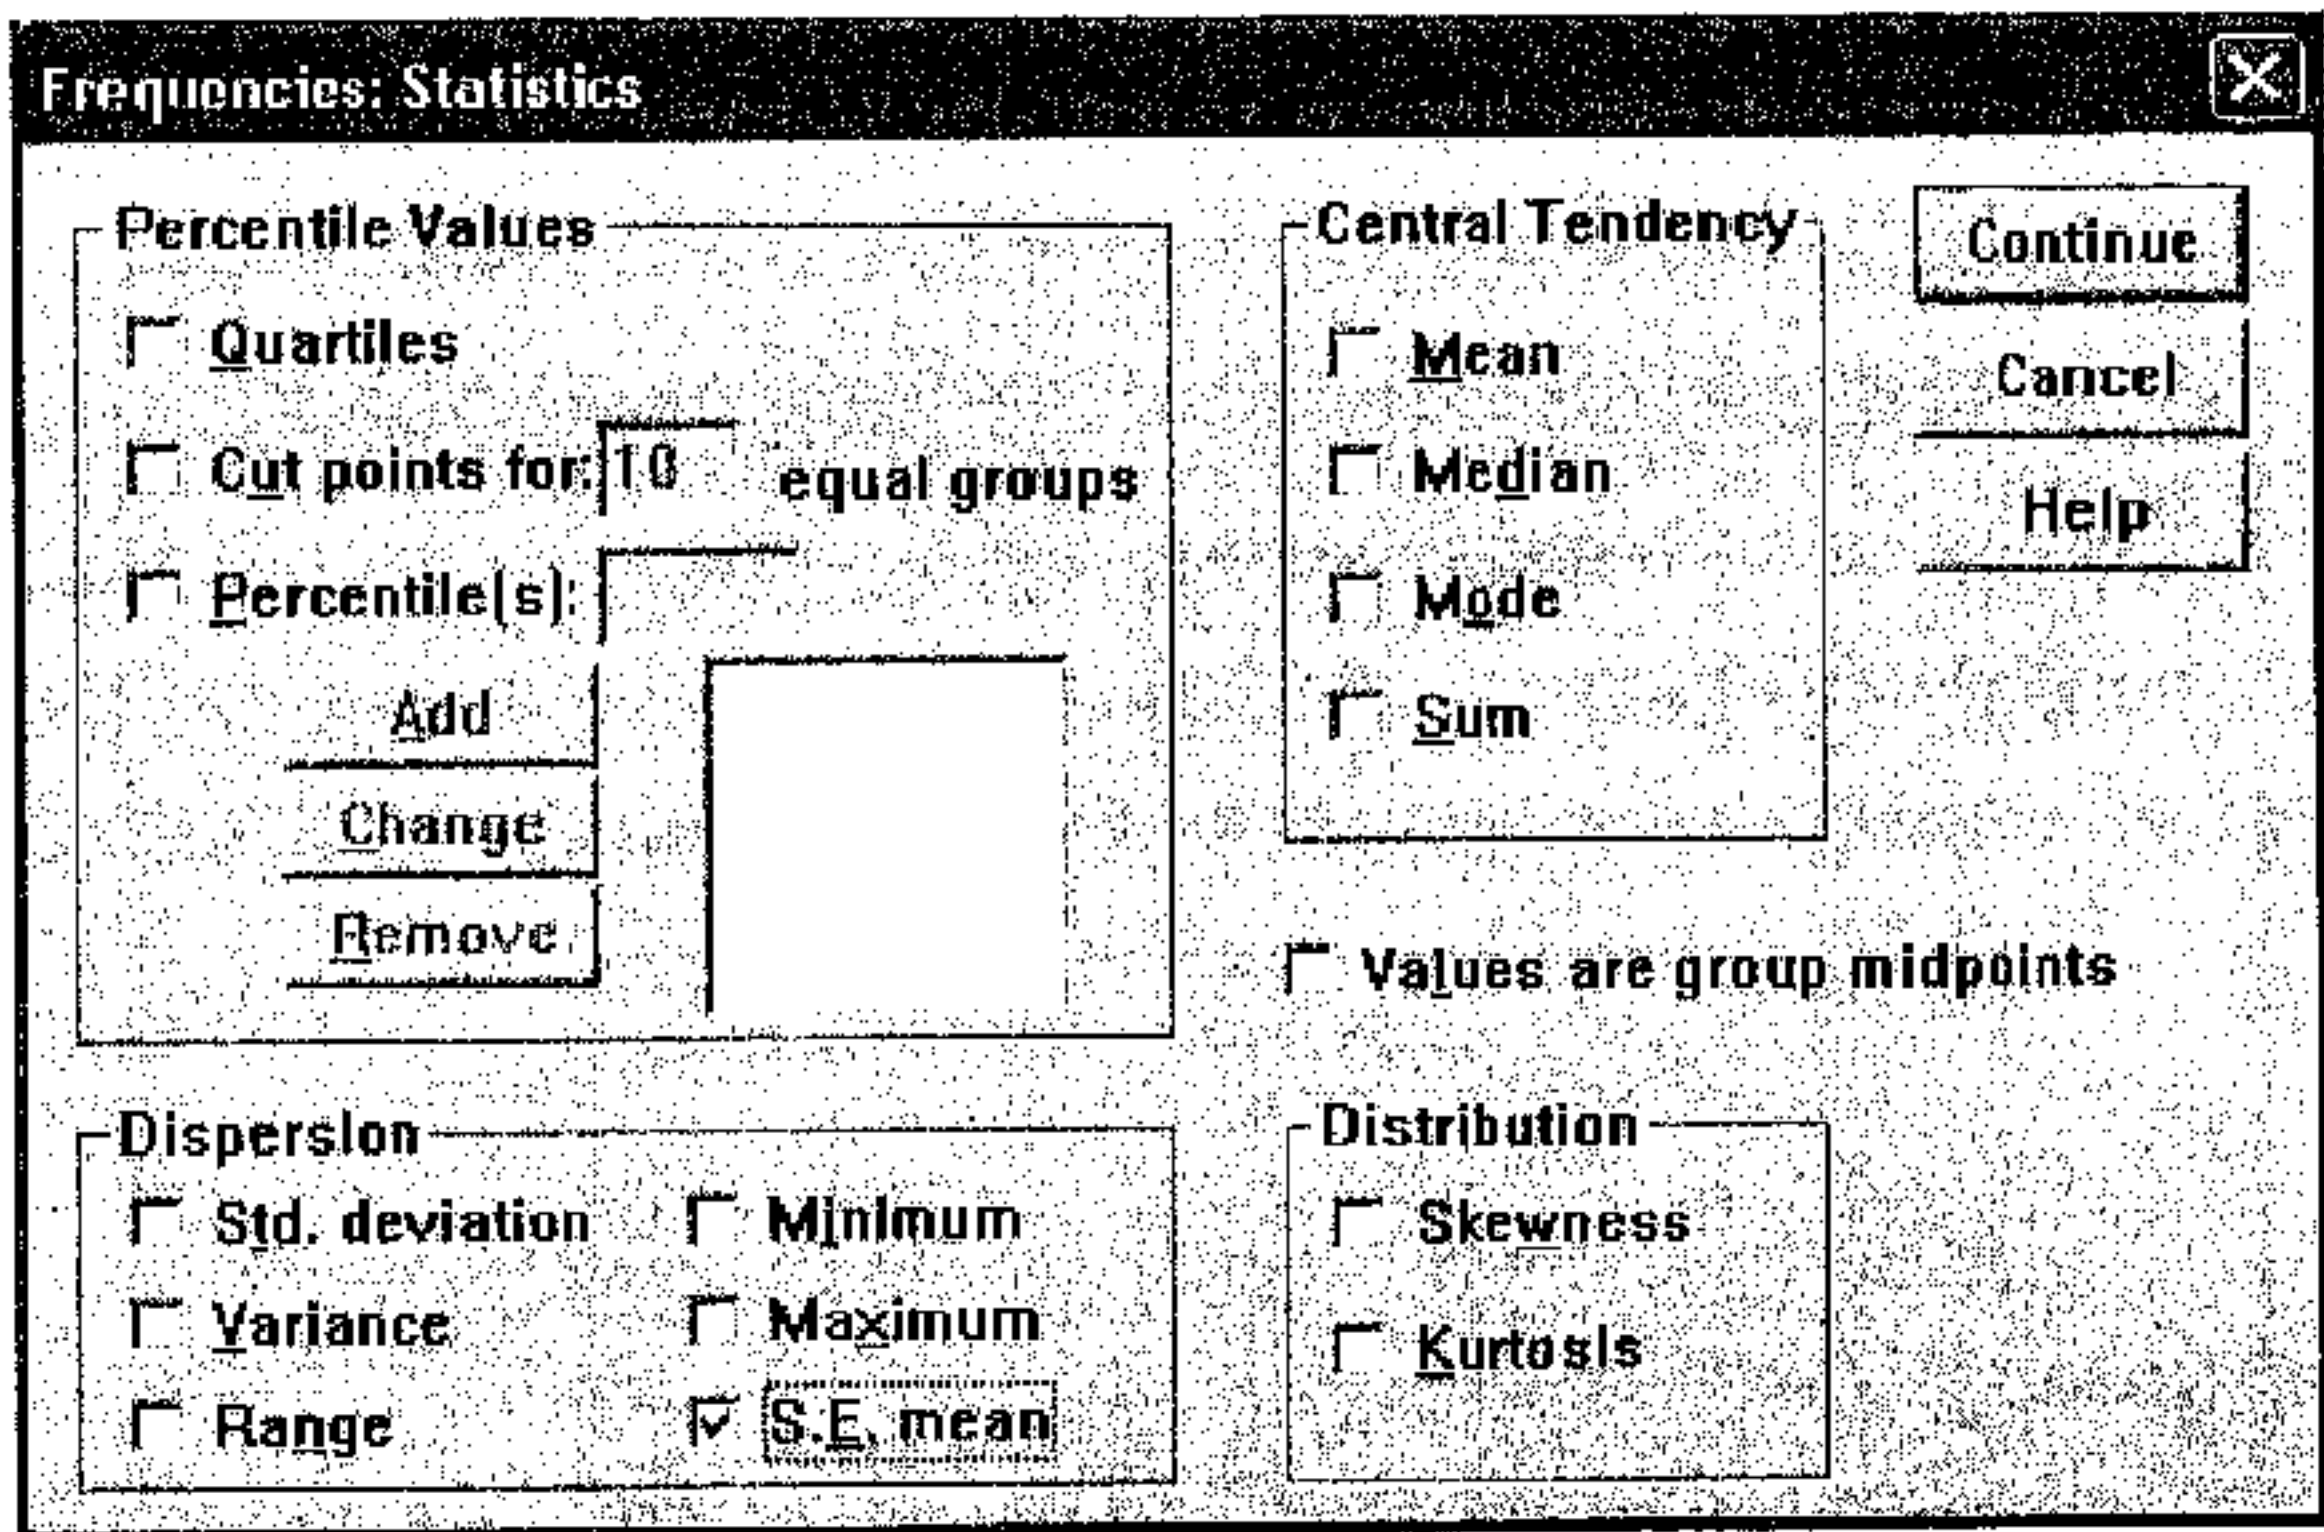 Frequencies: Statistics
Percentile Values
Quartiles
Cut points for: 10 equal groups
Percentile(s):
Add
Change
Remove
Central Tendency
Mean
Median
Mode
Sum
Continue
Cancel
Help
Values are group midpoints
Dispersion
Std. deviation
Minimum
Variance
Maximum
Range
S.E. mean
Distribution
Skewness
Kurtosis